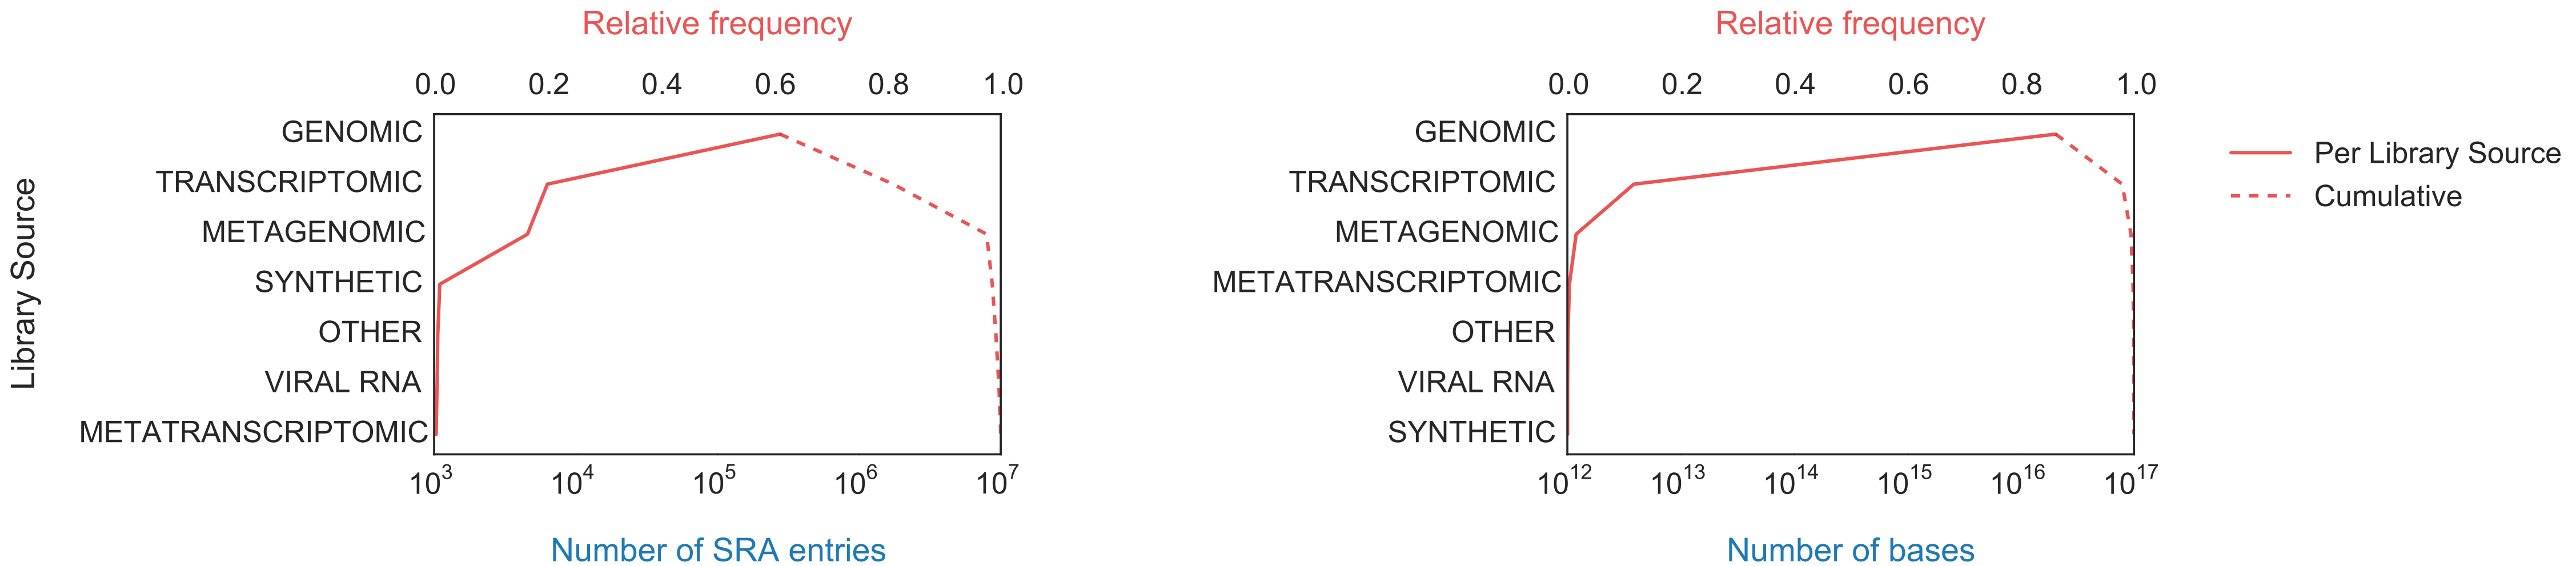 Relative frequency
0.0 0.2 0.4 0.6 0.8 1.0
Library Source
GENOMIC
TRANSCRIPTOMIC
METAGENOMIC
SYNTHETIC
OTHER
VIRAL RNA
METATRANSCRIPTOMIC
10³ 10⁴ 10⁵ 10⁶ 10⁷
Number of SRA entries
Relative frequency
0.0 0.2 0.4 0.6 0.8 1.0
GENOMIC
TRANSCRIPTOMIC
METAGENOMIC
METATRANSCRIPTOMIC
OTHER
VIRAL RNA
SYNTHETIC
10¹² 10¹³ 10¹⁴ 10¹⁵ 10¹⁶ 10¹⁷
Number of bases
Per Library Source
Cumulative